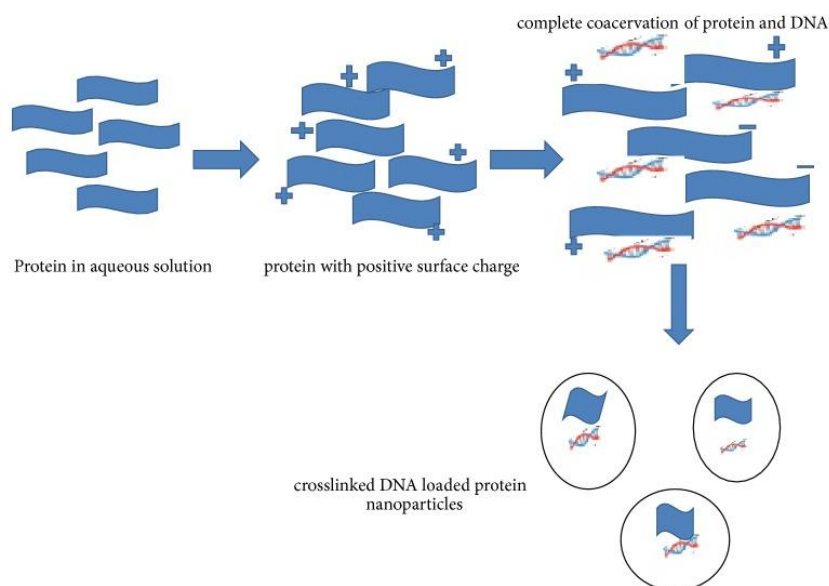 complete coacervation of protein and DNA
Protein in aqueous solution
protein with positive surface charge
crosslinked DNA loaded protein
nanoparticles